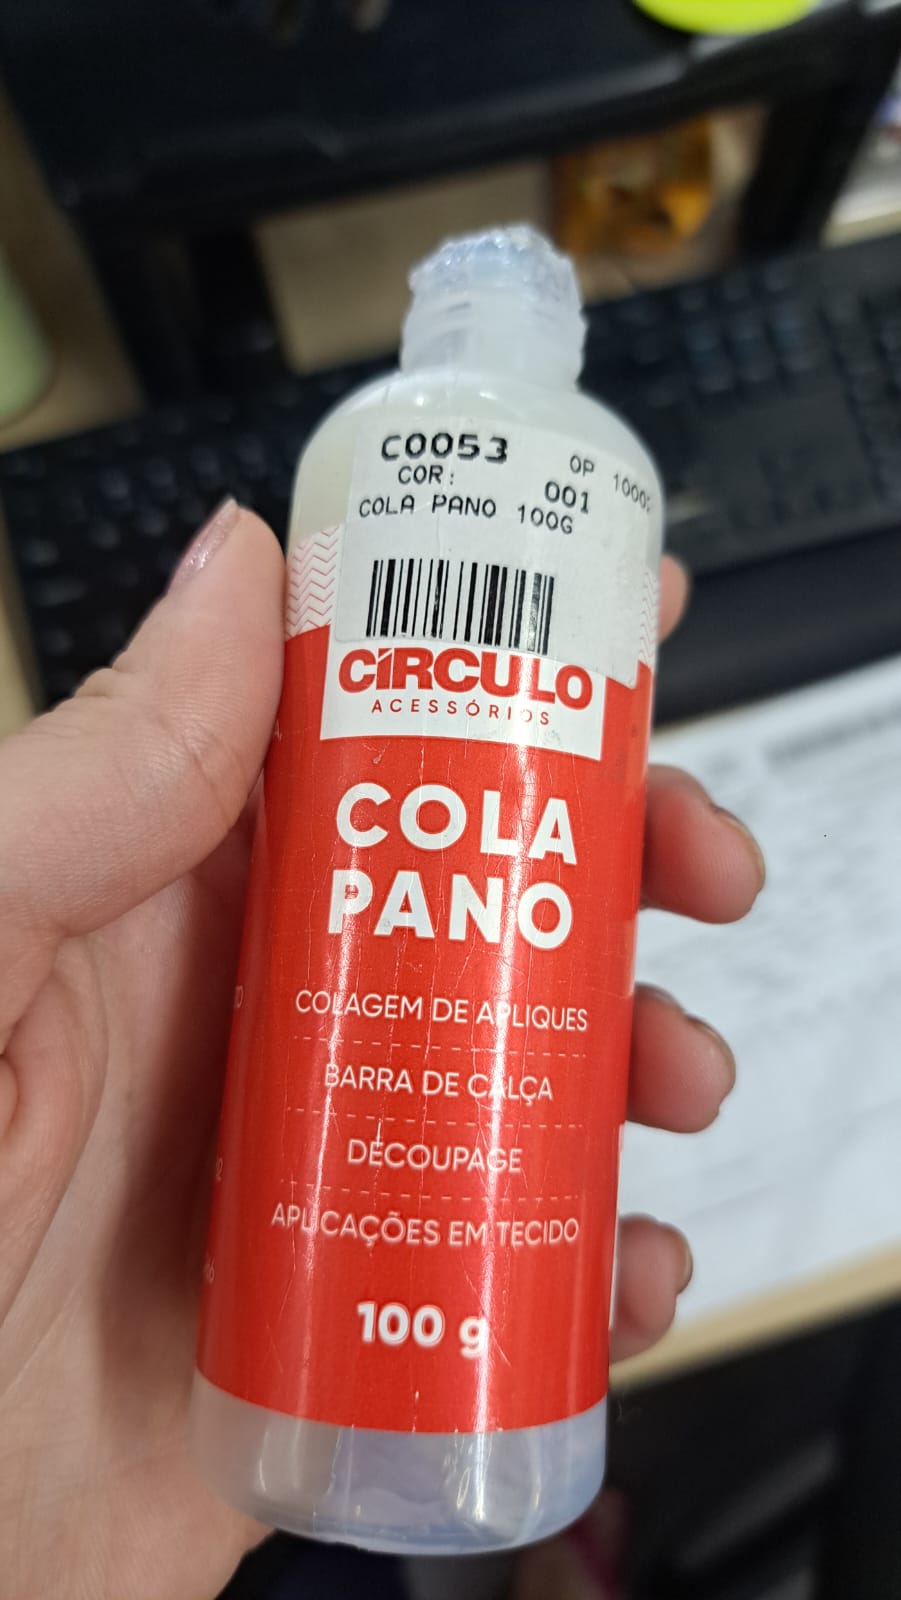 C0053 OP 1000
COR: 001
COLA PANO 100G
CÍRCULO
ACESSÓRIOS
COLA
PANO
COLAGEM DE APLIQUES
BARRA DE CALÇA
DECOUPAGE
APLICAÇÕES EM TECIDO
100 g